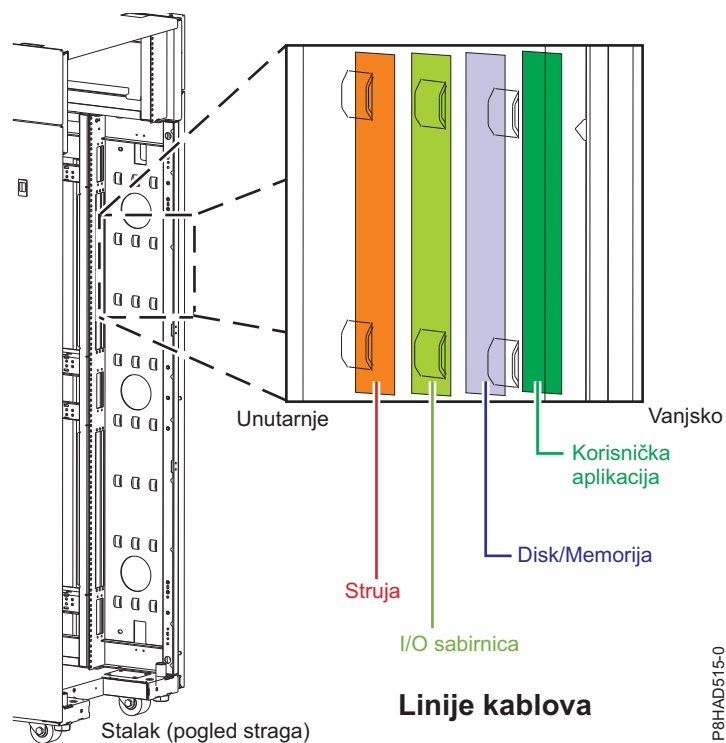 Unutarnje
Vanjsko
Korisnička
aplikacija
Disk/Memorija
Struja
I/O sabirnica
Linije kablova
Stalak (pogled straga)
P8HAD515-0